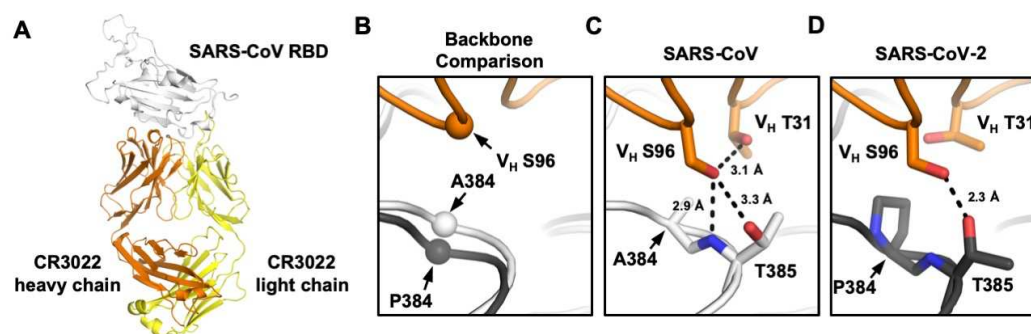 A
SARS-CoV RBD
CR3022
heavy chain
CR3022
light chain
B
Backbone
Comparison
VH S96
A384
P384
C
SARS-CoV
VH T31
VH S96
3.1 Å
2.9 Å
3.3 Å
A384
T385
D
SARS-CoV-2
VH T31
VH S96
2.3 Å
P384
T385